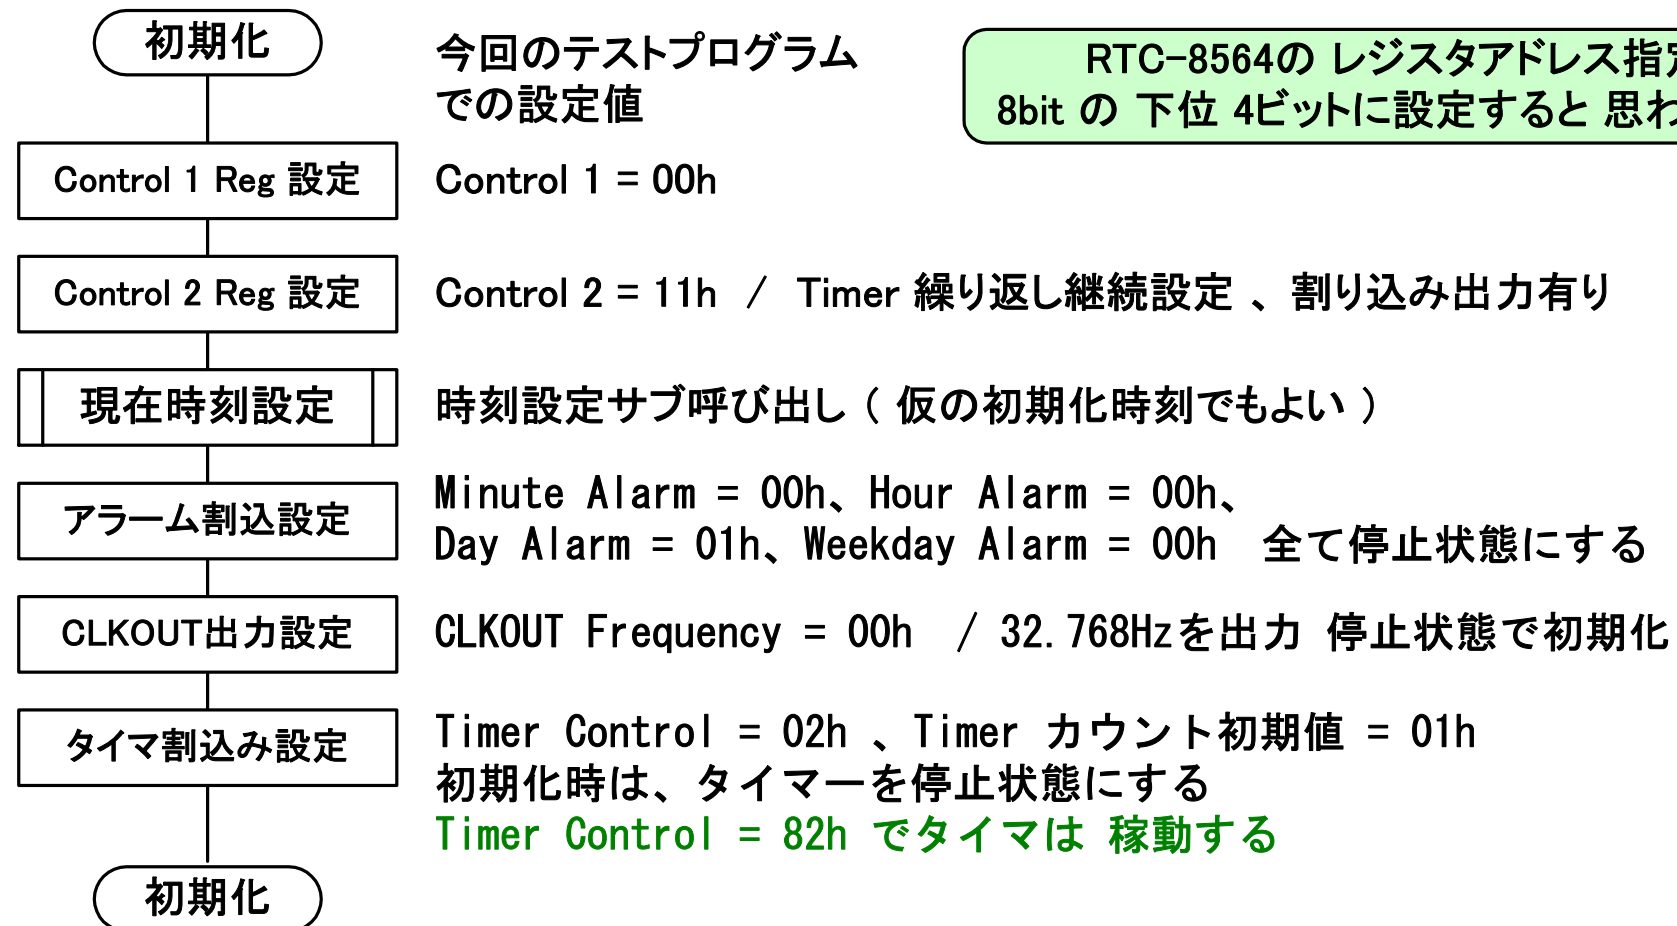 初期化
今回のテストプログラム
での設定値
RTC-8564の レジスタアドレス指
8bit の 下位 4ビットに設定すると 思わ
Control 1 Reg 設定
Control 1 = 00h
Control 2 Reg 設定
Control 2 = 11h / Timer 繰り返し継続設定 、割り込み出力有り
現在時刻設定
時刻設定サブ呼び出し ( 仮の初期化時刻でもよい )
アラーム割込設定
Minute Alarm = 00h、Hour Alarm = 00h、
Day Alarm = 01h、Weekday Alarm = 00h 全て停止状態にする
CLKOUT出力設定
CLKOUT Frequency = 00h / 32.768Hzを出力 停止状態で初期化
タイマ割込み設定
Timer Control = 02h 、Timer カウント初期値 = 01h
初期化時は、タイマーを停止状態にする
Timer Control = 82h でタイマは 稼動する
初期化